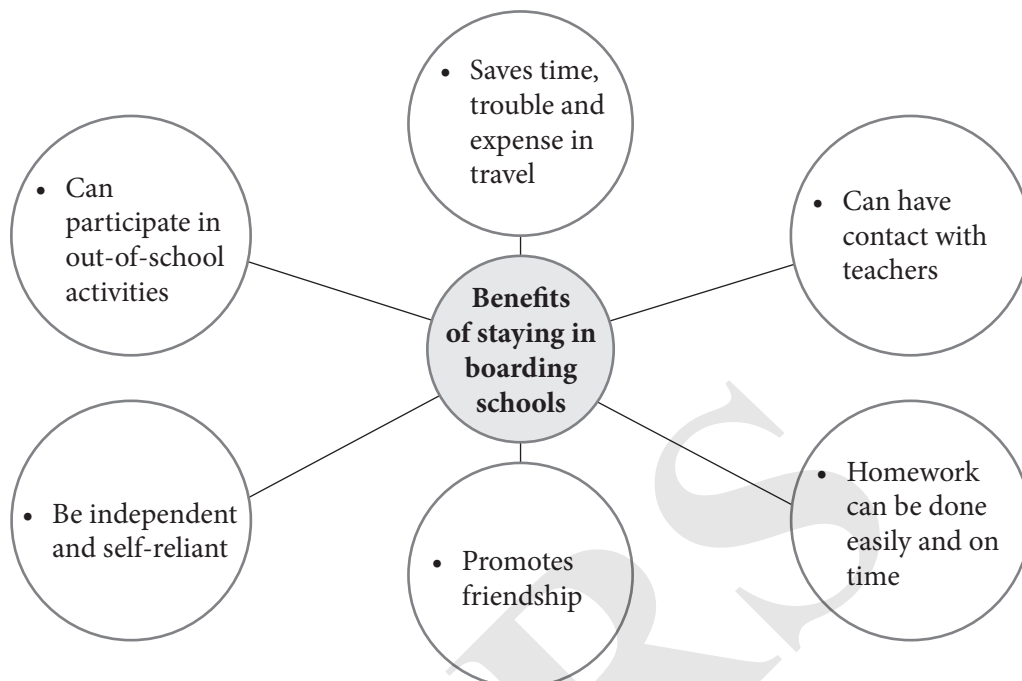 • Saves time,
trouble and
expense in
travel
• Can
participate in
out-of-school
activities
• Can have
contact with
teachers
Benefits
of staying in
boarding
schools
• Be independent
and self-reliant
• Promotes
friendship
• Homework
can be done
easily and on
time
RS